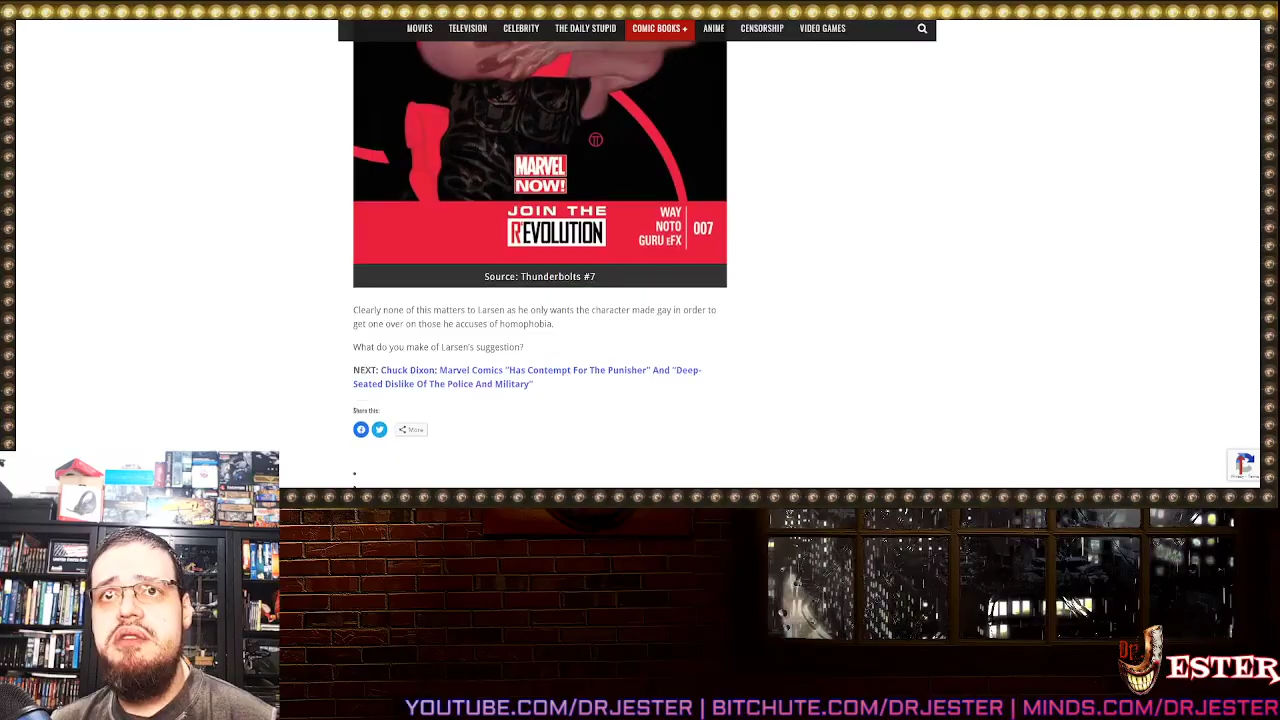 MOVIES TELEVISION CELEBRITY THE DAILY STUPID COMIC BOOKS + ANIME CENSORSHIP VIDEO GAMES
MARVEL
NOW!
JOIN THE
REVOLUTION
WAY
NOTO
GURU eFX
007
Source: Thunderbolts #7
Clearly none of this matters to Larsen as he only wants the character made gay in order to
get one over on those he accuses of homophobia.
What do you make of Larsen's suggestion?
NEXT: Chuck Dixon: Marvel Comics "Has Contempt For The Punisher" And "Deep-
Seated Dislike Of The Police And Military"
Share this:
More
Privacy - Terms
DR JESTER
YOUTUBE.COM/DRJESTER | BITCHUTE.COM/DRJESTER | MINDS.COM/DRJESTER